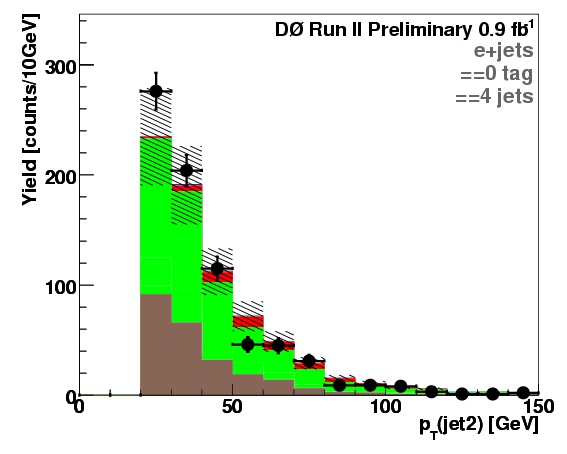 DØ Run II Preliminary 0.9 fb-1
e+jets
==0 tag
==4 jets
Yield [counts/10GeV]
300
200
100
0
0 50 100 150
pT(jet2) [GeV]